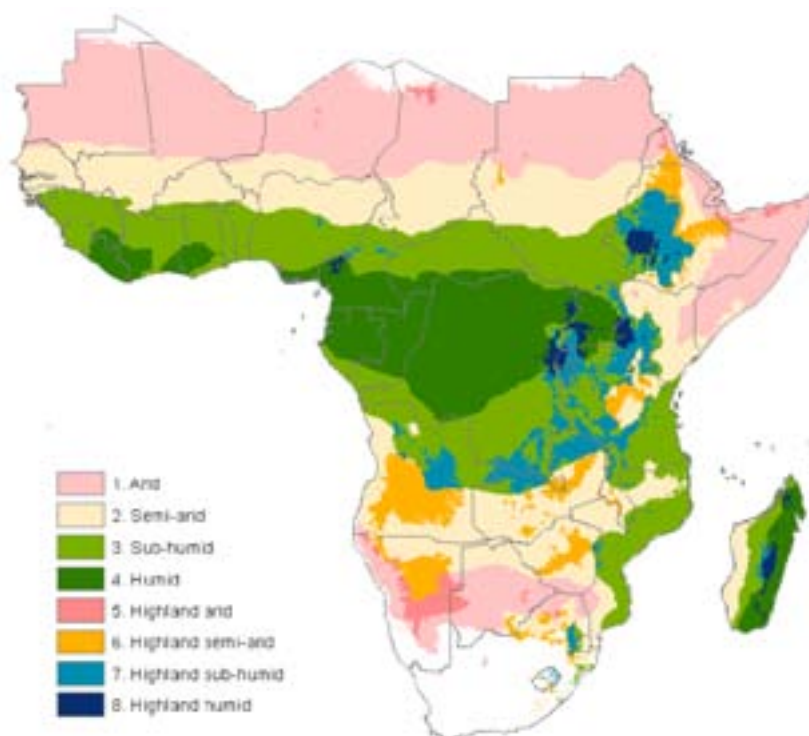 1. Arid
2. Semi-arid
3. Sub-humid
4. Humid
5. Highland arid
6. Highland semi-arid
7. Highland sub-humid
8. Highland humid